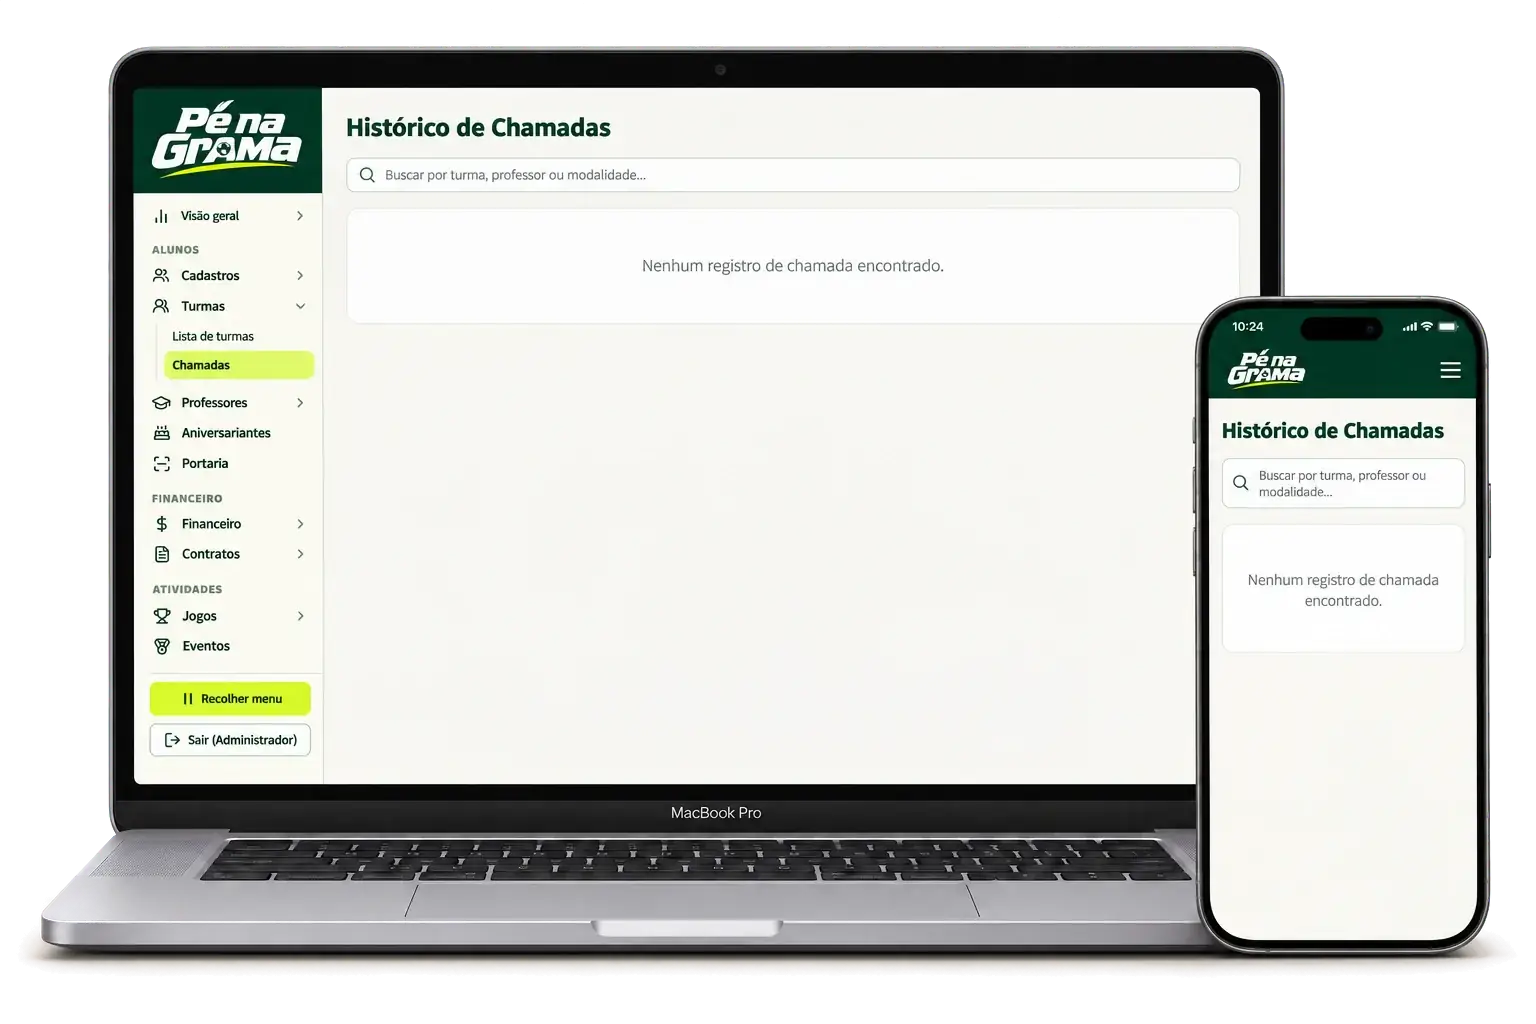 Pé na
Grama
Visão geral
ALUNOS
Cadastros
Turmas
Lista de turmas
Chamadas
Professores
Aniversariantes
Portaria
FINANCEIRO
Financeiro
Contratos
ATIVIDADES
Jogos
Eventos
Recolher menu
Sair (Administrador)
Histórico de Chamadas
Buscar por turma, professor ou modalidade...
Nenhum registro de chamada encontrado.
MacBook Pro
10:24
Pé na
Grama
Histórico de Chamadas
Buscar por turma, professor ou
modalidade...
Nenhum registro de chamada
encontrado.